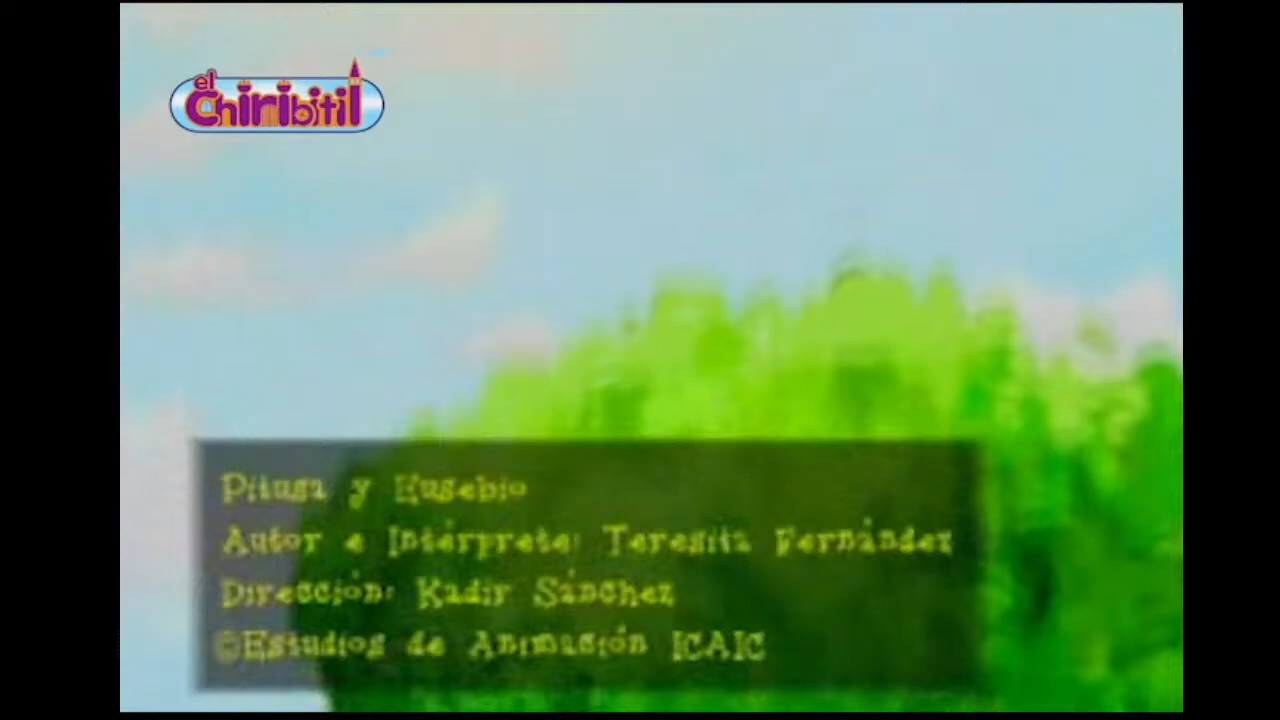 el
Chiribitil
Pitusa y Eusebio
Autor e Intérprete: Teresita Fernández
Dirección: Kadir Sánchez
©Estudios de Animación ICAIC